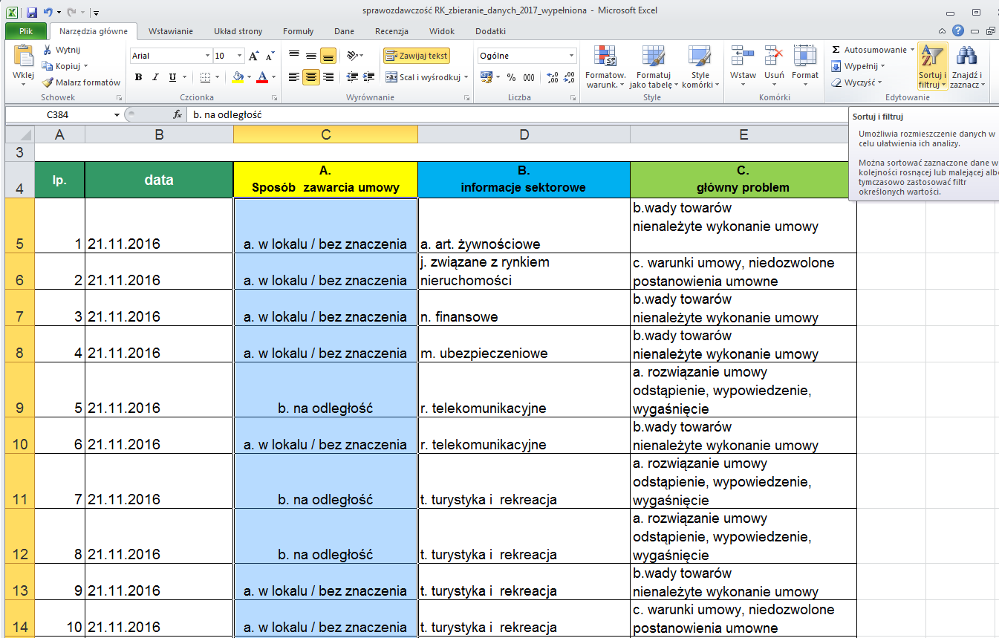 sprawozdawczość RK_zbieranie_danych_2017_wypełniona - Microsoft Excel
Plik Narzędzia główne Wstawianie Układ strony Formuły Dane Recenzja Widok Dodatki
Wklej
Wytnij
Kopiuj
Malarz formatów
Schowek
Arial 10
B I U
Czcionka
Zawijaj tekst
Scal i wyśrodkuj
Wyrównanie
Ogólne
% 000
Liczba
Formatow. warunk.
Formatuj jako tabelę
Style komórki
Style
Wstaw Usuń Format
Komórki
Autosumowanie
Wypełnij
Wyczyść
Sortuj i filtruj
Znajdź i zaznacz
Edytowanie
C384 fx b. na odległość
Sortuj i filtruj
Umożliwia rozmieszczenie danych w
celu ułatwienia ich analizy.
Można sortować zaznaczone dane w
kolejności rosnącej lub malejącej albo
tymczasowo zastosować filtr
określonych wartości.
A B C D E
3
4 lp. data A. Sposób zawarcia umowy B. informacje sektorowe C. główny problem
5 1 21.11.2016 a. w lokalu / bez znaczenia a. art. żywnościowe b.wady towarów
nienależyte wykonanie umowy
6 2 21.11.2016 a. w lokalu / bez znaczenia j. związane z rynkiem nieruchomości c. warunki umowy, niedozwolone
postanowienia umowne
7 3 21.11.2016 a. w lokalu / bez znaczenia n. finansowe b.wady towarów
nienależyte wykonanie umowy
8 4 21.11.2016 a. w lokalu / bez znaczenia m. ubezpieczeniowe b.wady towarów
nienależyte wykonanie umowy
9 5 21.11.2016 b. na odległość r. telekomunikacyjne a. rozwiązanie umowy
odstąpienie, wypowiedzenie,
wygaśnięcie
10 6 21.11.2016 a. w lokalu / bez znaczenia r. telekomunikacyjne b.wady towarów
nienależyte wykonanie umowy
11 7 21.11.2016 b. na odległość t. turystyka i rekreacja a. rozwiązanie umowy
odstąpienie, wypowiedzenie,
wygaśnięcie
12 8 21.11.2016 b. na odległość t. turystyka i rekreacja a. rozwiązanie umowy
odstąpienie, wypowiedzenie,
wygaśnięcie
13 9 21.11.2016 a. w lokalu / bez znaczenia t. turystyka i rekreacja b.wady towarów
nienależyte wykonanie umowy
14 10 21.11.2016 a. w lokalu / bez znaczenia t. turystyka i rekreacja c. warunki umowy, niedozwolone
postanowienia umowne